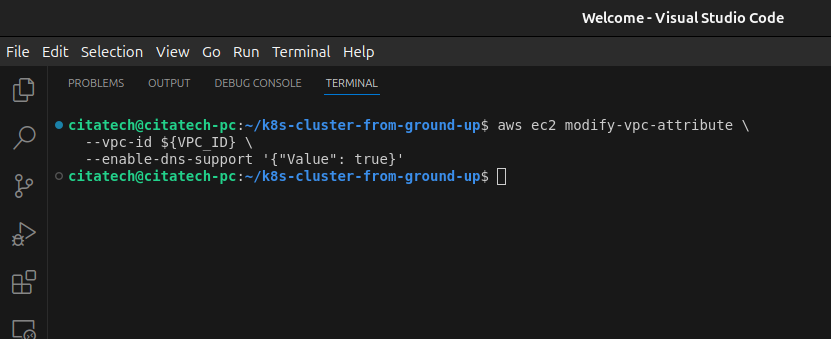 Welcome - Visual Studio Code
File Edit Selection View Go Run Terminal Help
PROBLEMS OUTPUT DEBUG CONSOLE TERMINAL
citatech@citatech-pc:~/k8s-cluster-from-ground-up$ aws ec2 modify-vpc-attribute \
--vpc-id ${VPC_ID} \
--enable-dns-support '{"Value": true}'
citatech@citatech-pc:~/k8s-cluster-from-ground-up$